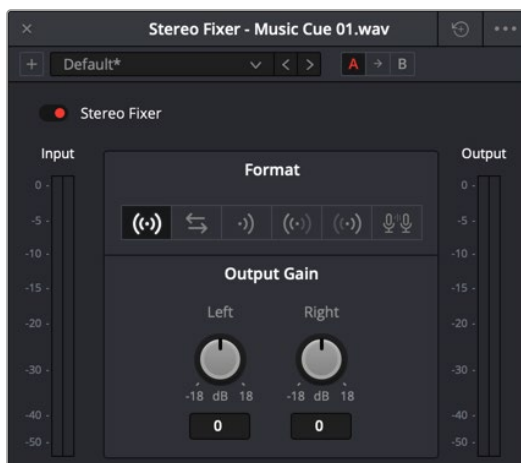 Stereo Fixer - Music Cue 01.wav
Default*
A
B
Stereo Fixer
Input
Output
Format
0 -
-5 -
-10 -
-15 -
-20 -
-30 -
-40 -
-50 -
0 -
-5 -
-10 -
-15 -
-20 -
-30 -
-40 -
-50 -
Output Gain
Left
Right
-18 dB 18
-18 dB 18
0
0